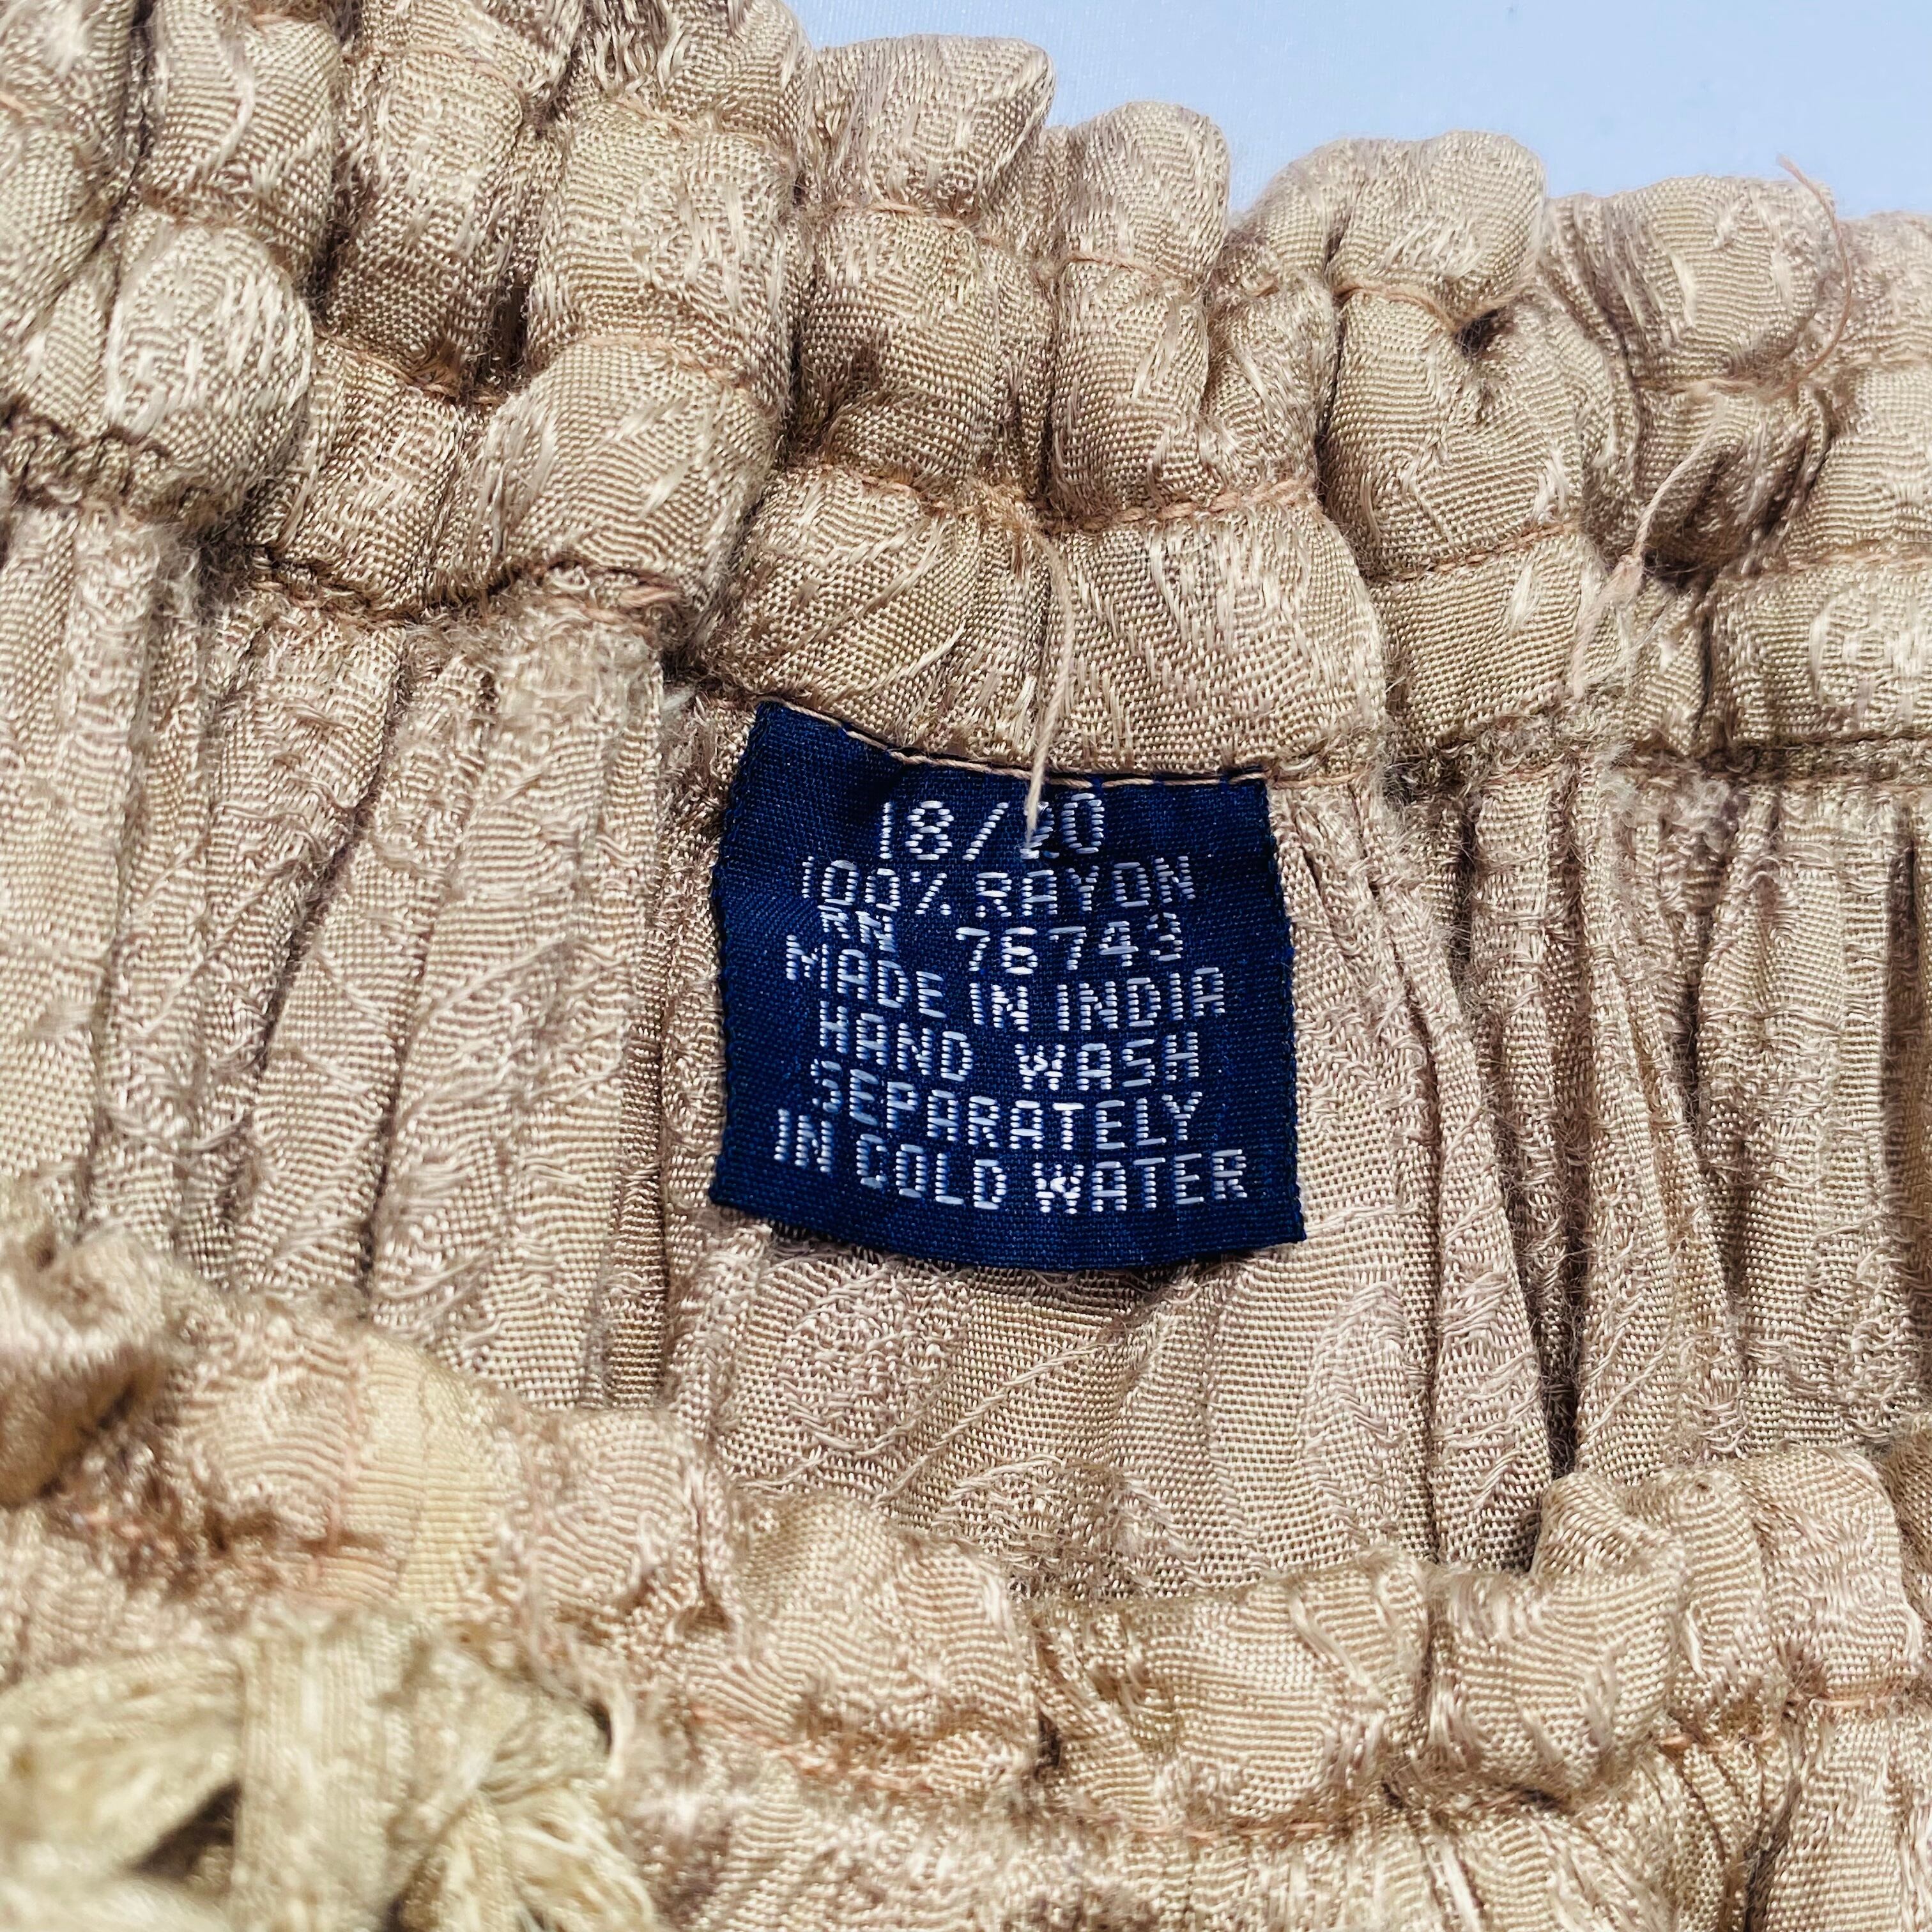 18/20
100% RAYON
RN 76743
MADE IN INDIA
HAND WASH
SEPARATELY
IN COLD WATER